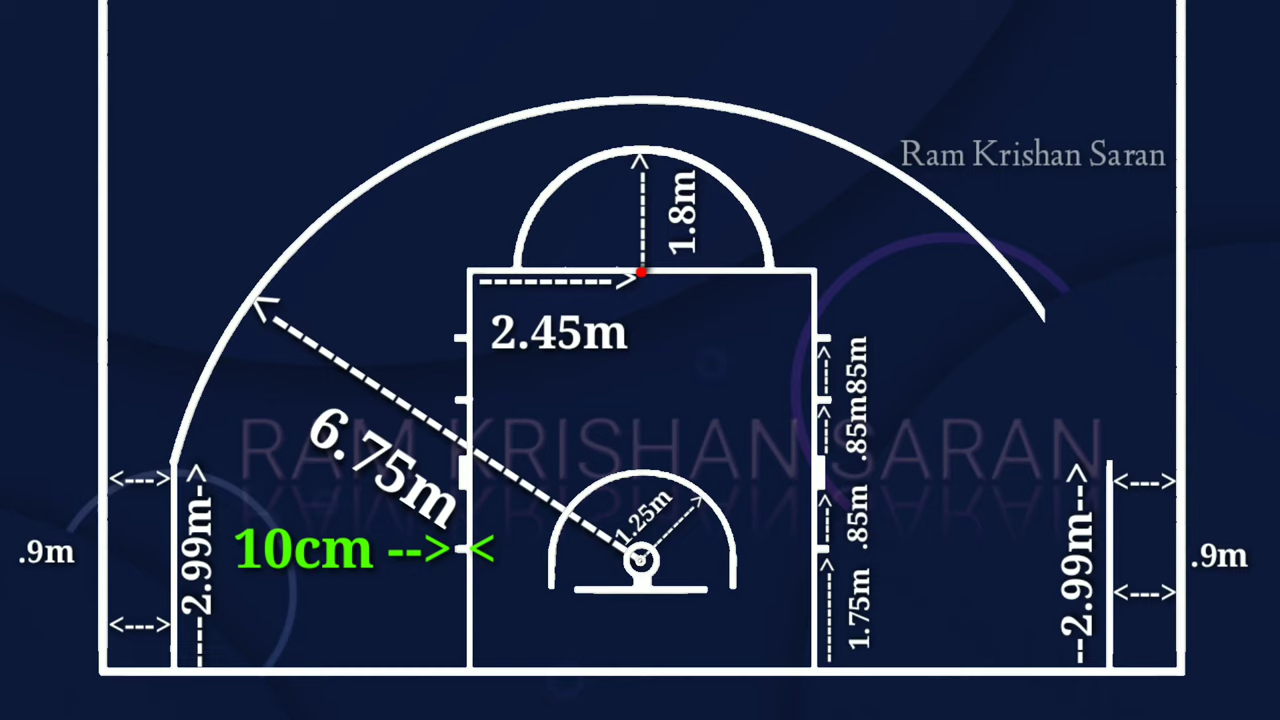 Ram Krishan Saran
1.8m
2.45m
6.75m
RAM KRISHAN SARAN
.85m
.85m
.85m
1.75m
1.25m
10cm --> <
2.99m
.9m
2.99m
.9m